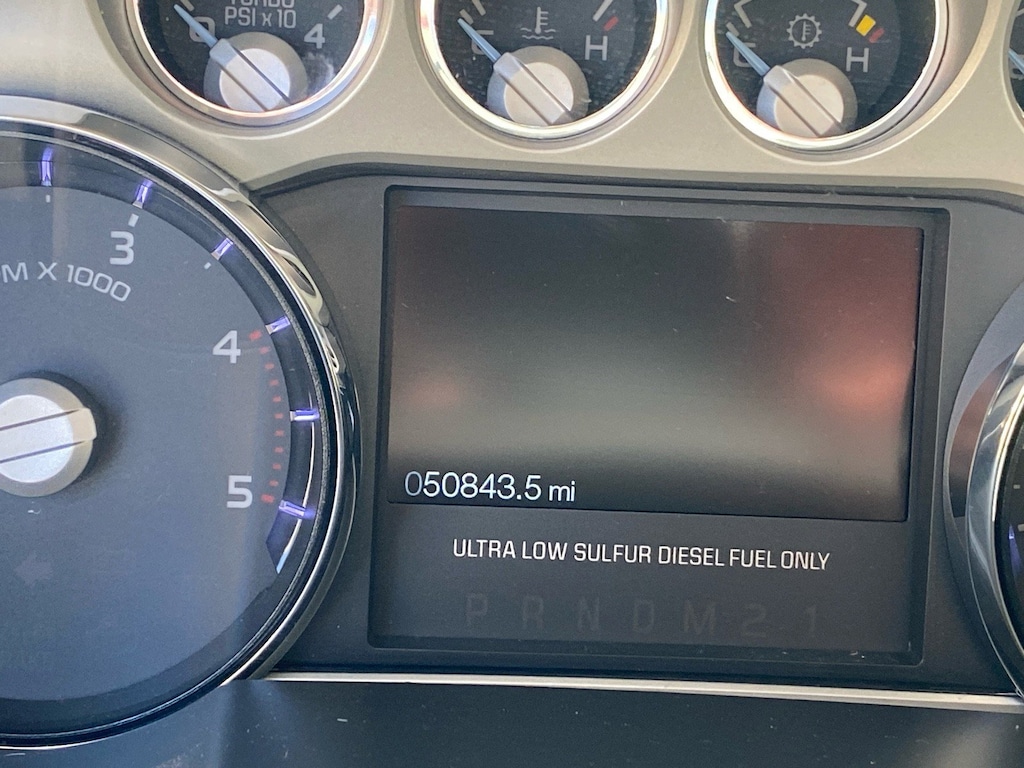 TURBO
PSI x 10
0
4
C
H
C
H
3
M X 1000
4
5
050843.5 mi
ULTRA LOW SULFUR DIESEL FUEL ONLY
P R N D M 2 1